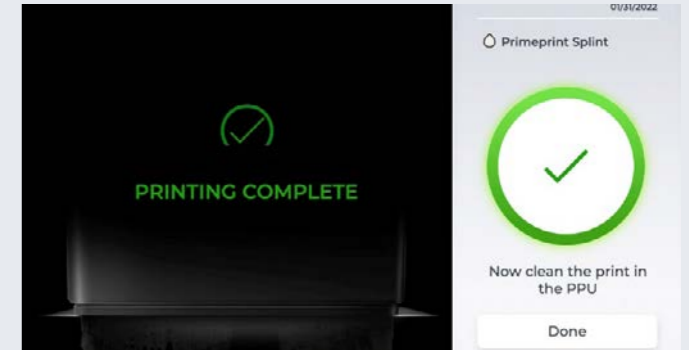 01/31/2022
Primeprint Splint
PRINTING COMPLETE
Now clean the print in
the PPU
Done